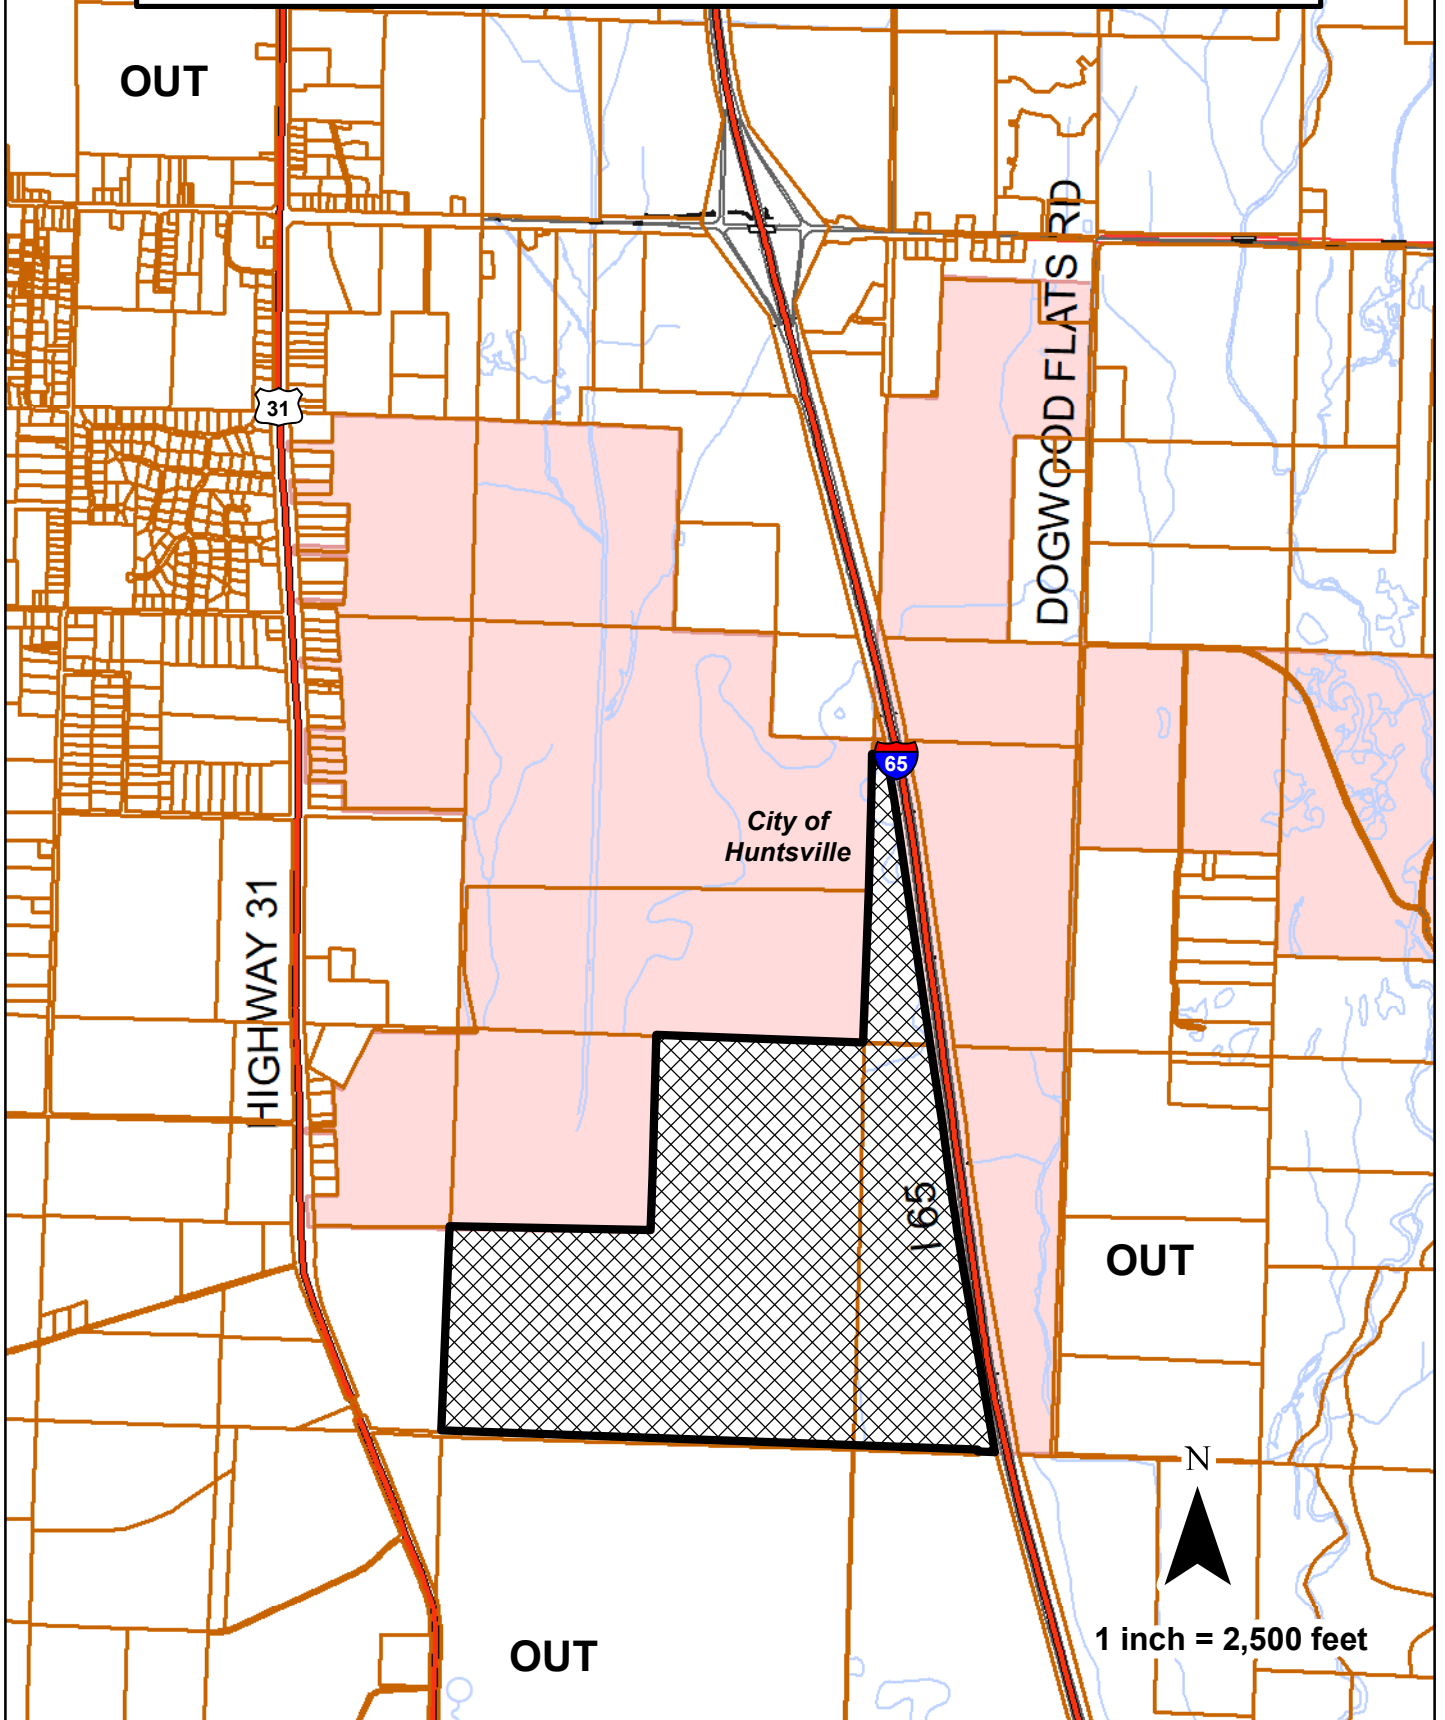 OUT
DOGWOOD FLATS RD
31
65
City of
Huntsville
HIGHWAY 31
I 65
OUT
N
1 inch = 2,500 feet
OUT